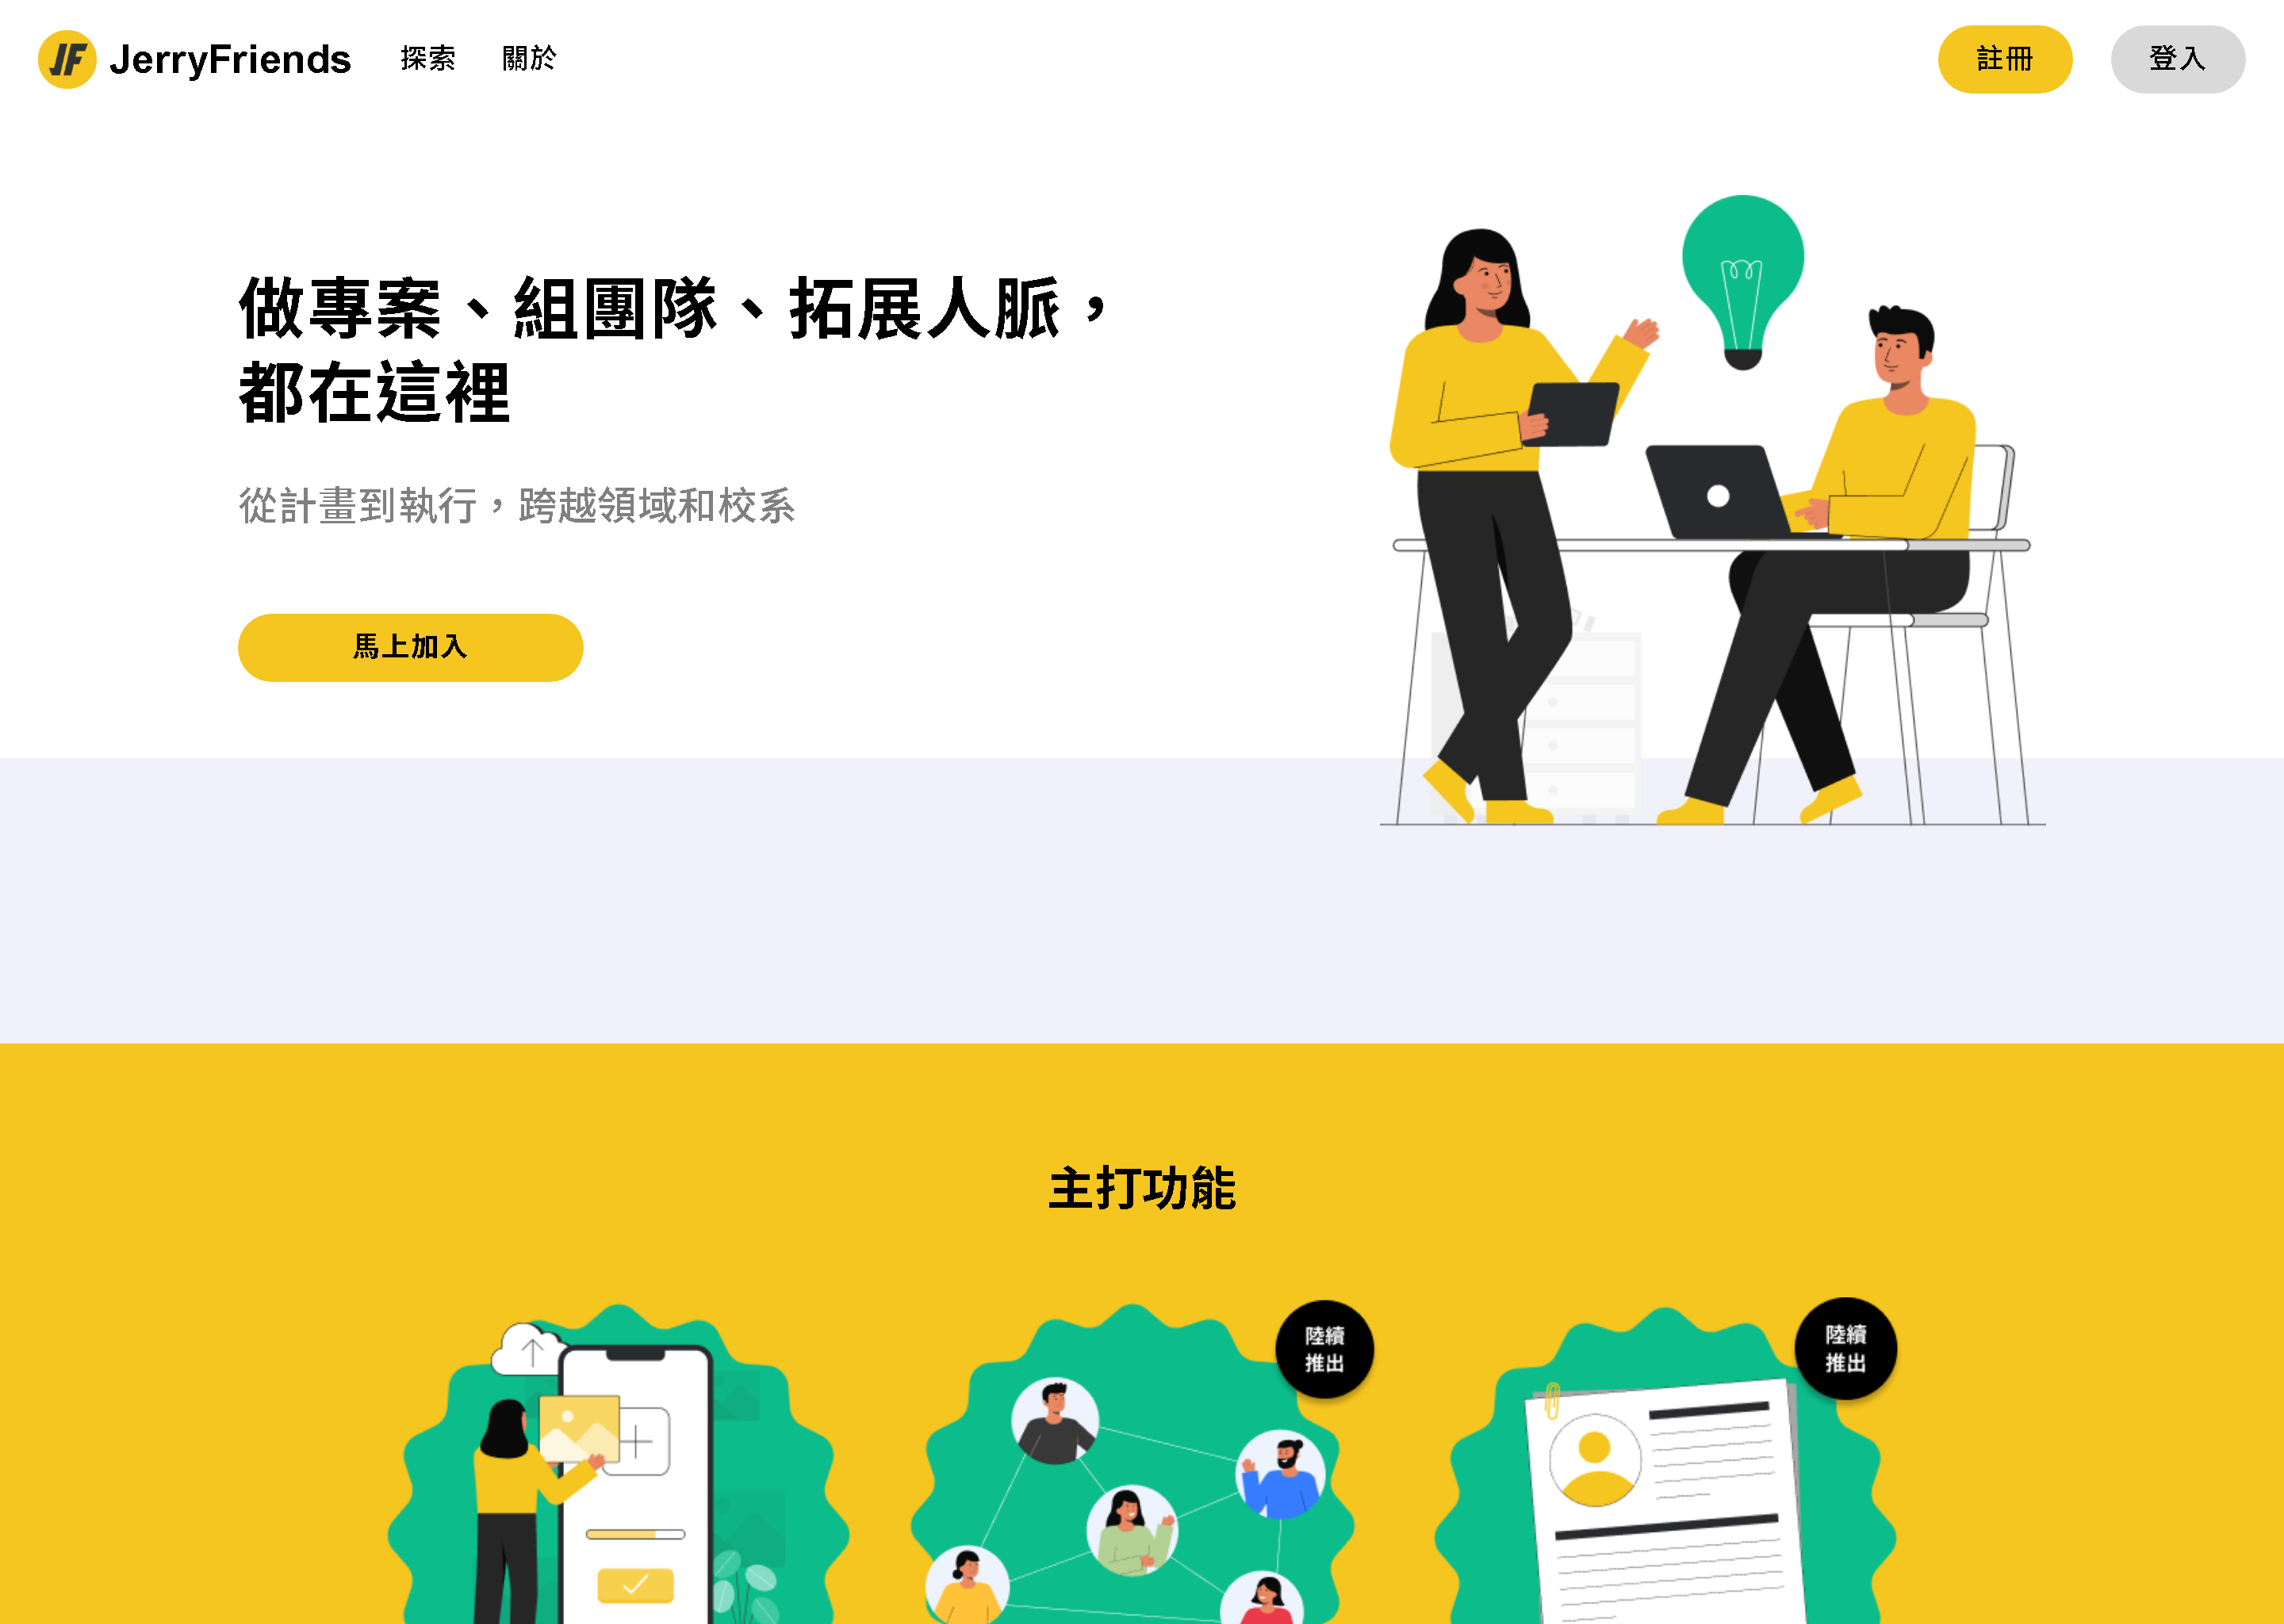 JF JerryFriends 探索 關於 註冊 登入
做專案、組團隊、拓展人脈，
都在這裡
從計畫到執行，跨越領域和校系
馬上加入
主打功能
陸續
推出
陸續
推出